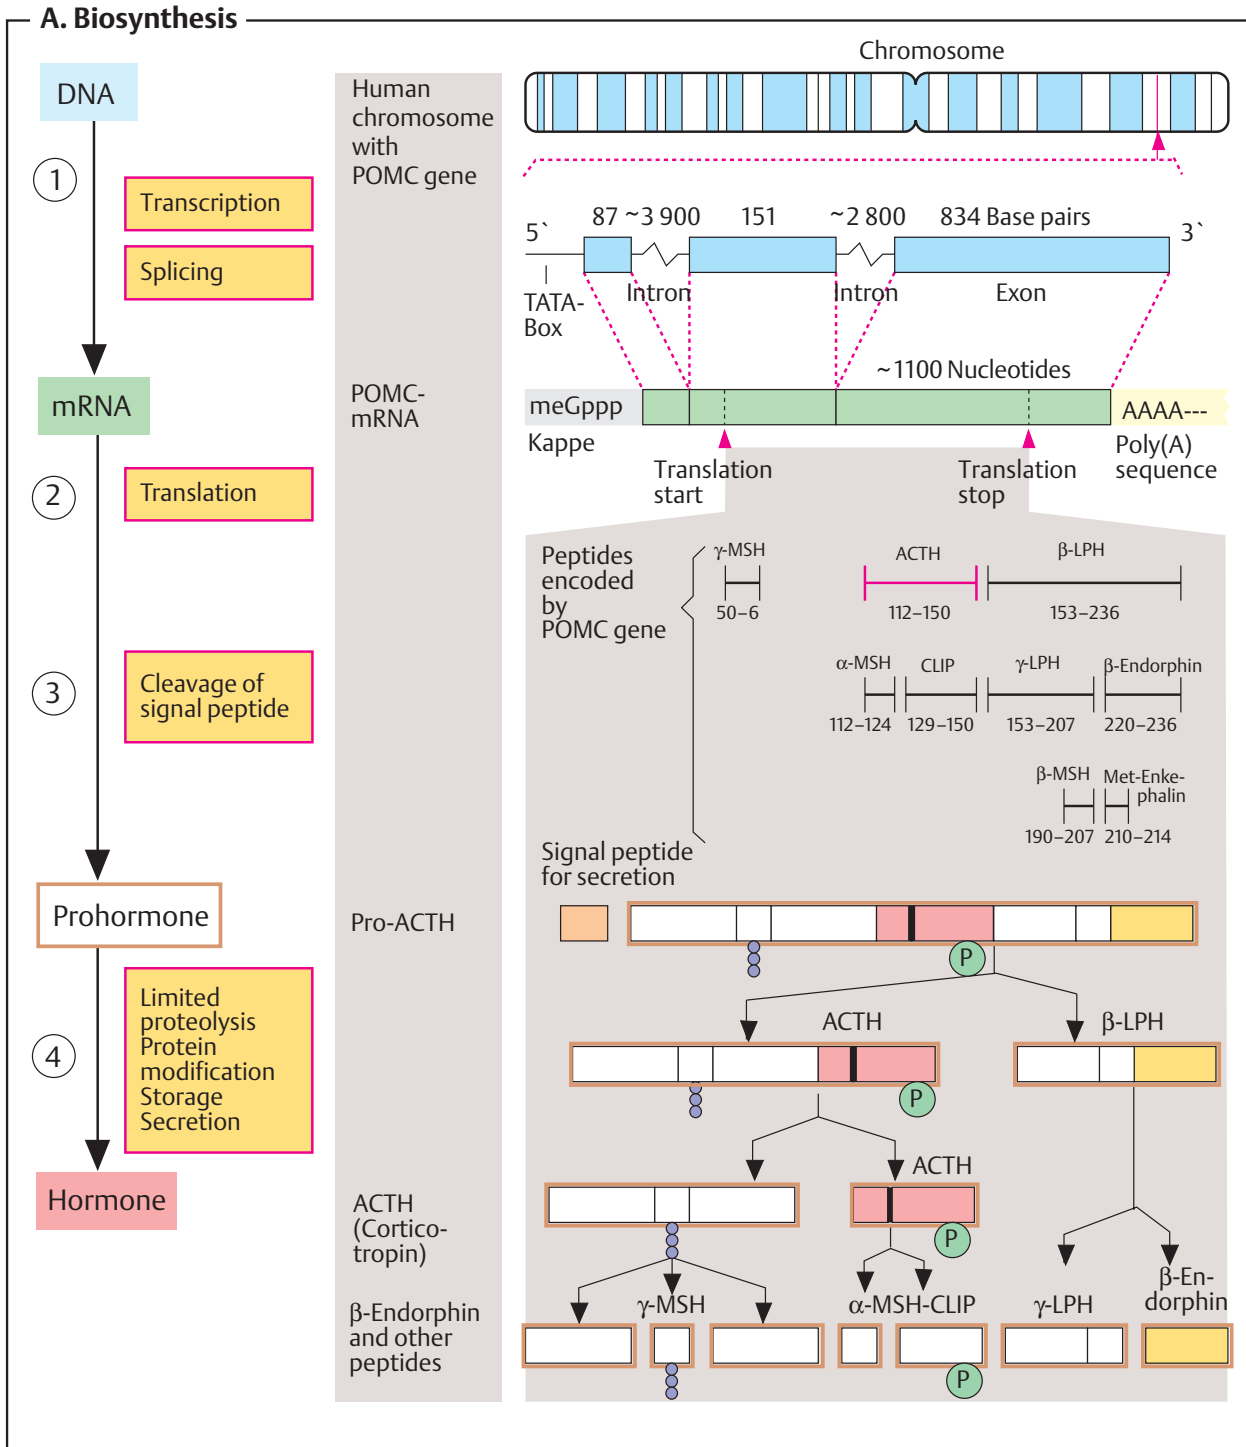 A. Biosynthesis
DNA
1
Transcription
Splicing
mRNA
2
Translation
3
Cleavage of
signal peptide
Prohormone
4
Limited
proteolysis
Protein
modification
Storage
Secretion
Hormone
Human
chromosome
with
POMC gene
POMC-
mRNA
Pro-ACTH
ACTH
(Cortico-
tropin)
β-Endorphin
and other
peptides
Chromosome
87 ~3 900 151 ~2 800 834 Base pairs
5` 3`
TATA-
Box
Intron Intron Exon
~1100 Nucleotides
meGppp AAAA---
Kappe
Poly(A)
sequence
Translation
start
Translation
stop
Peptides
encoded
by
POMC gene
γ-MSH ACTH β-LPH
50–6 112–150 153–236
α-MSH CLIP γ-LPH β-Endorphin
112–124 129–150 153–207 220–236
β-MSH Met-Enke-
phalin
190–207 210–214
Signal peptide
for secretion
P
ACTH β-LPH
P
ACTH
P
γ-MSH α-MSH-CLIP γ-LPH β-En-
dorphin
P